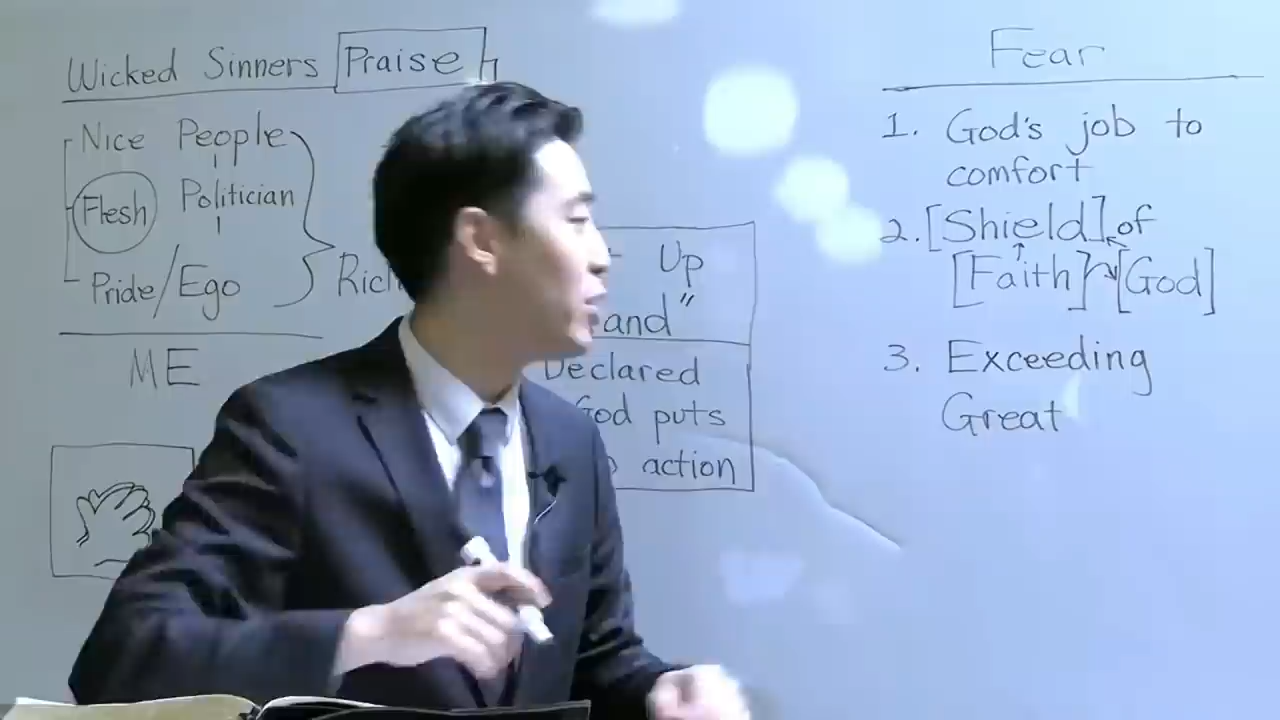 Wicked Sinners Praise
Nice People
Flesh Politician
Pride/Ego
ME
Up
and"
Declared
God puts
action
Fear
1. God's job to
comfort
2. [Shield] of
[Faith] [God]
3. Exceeding
Great